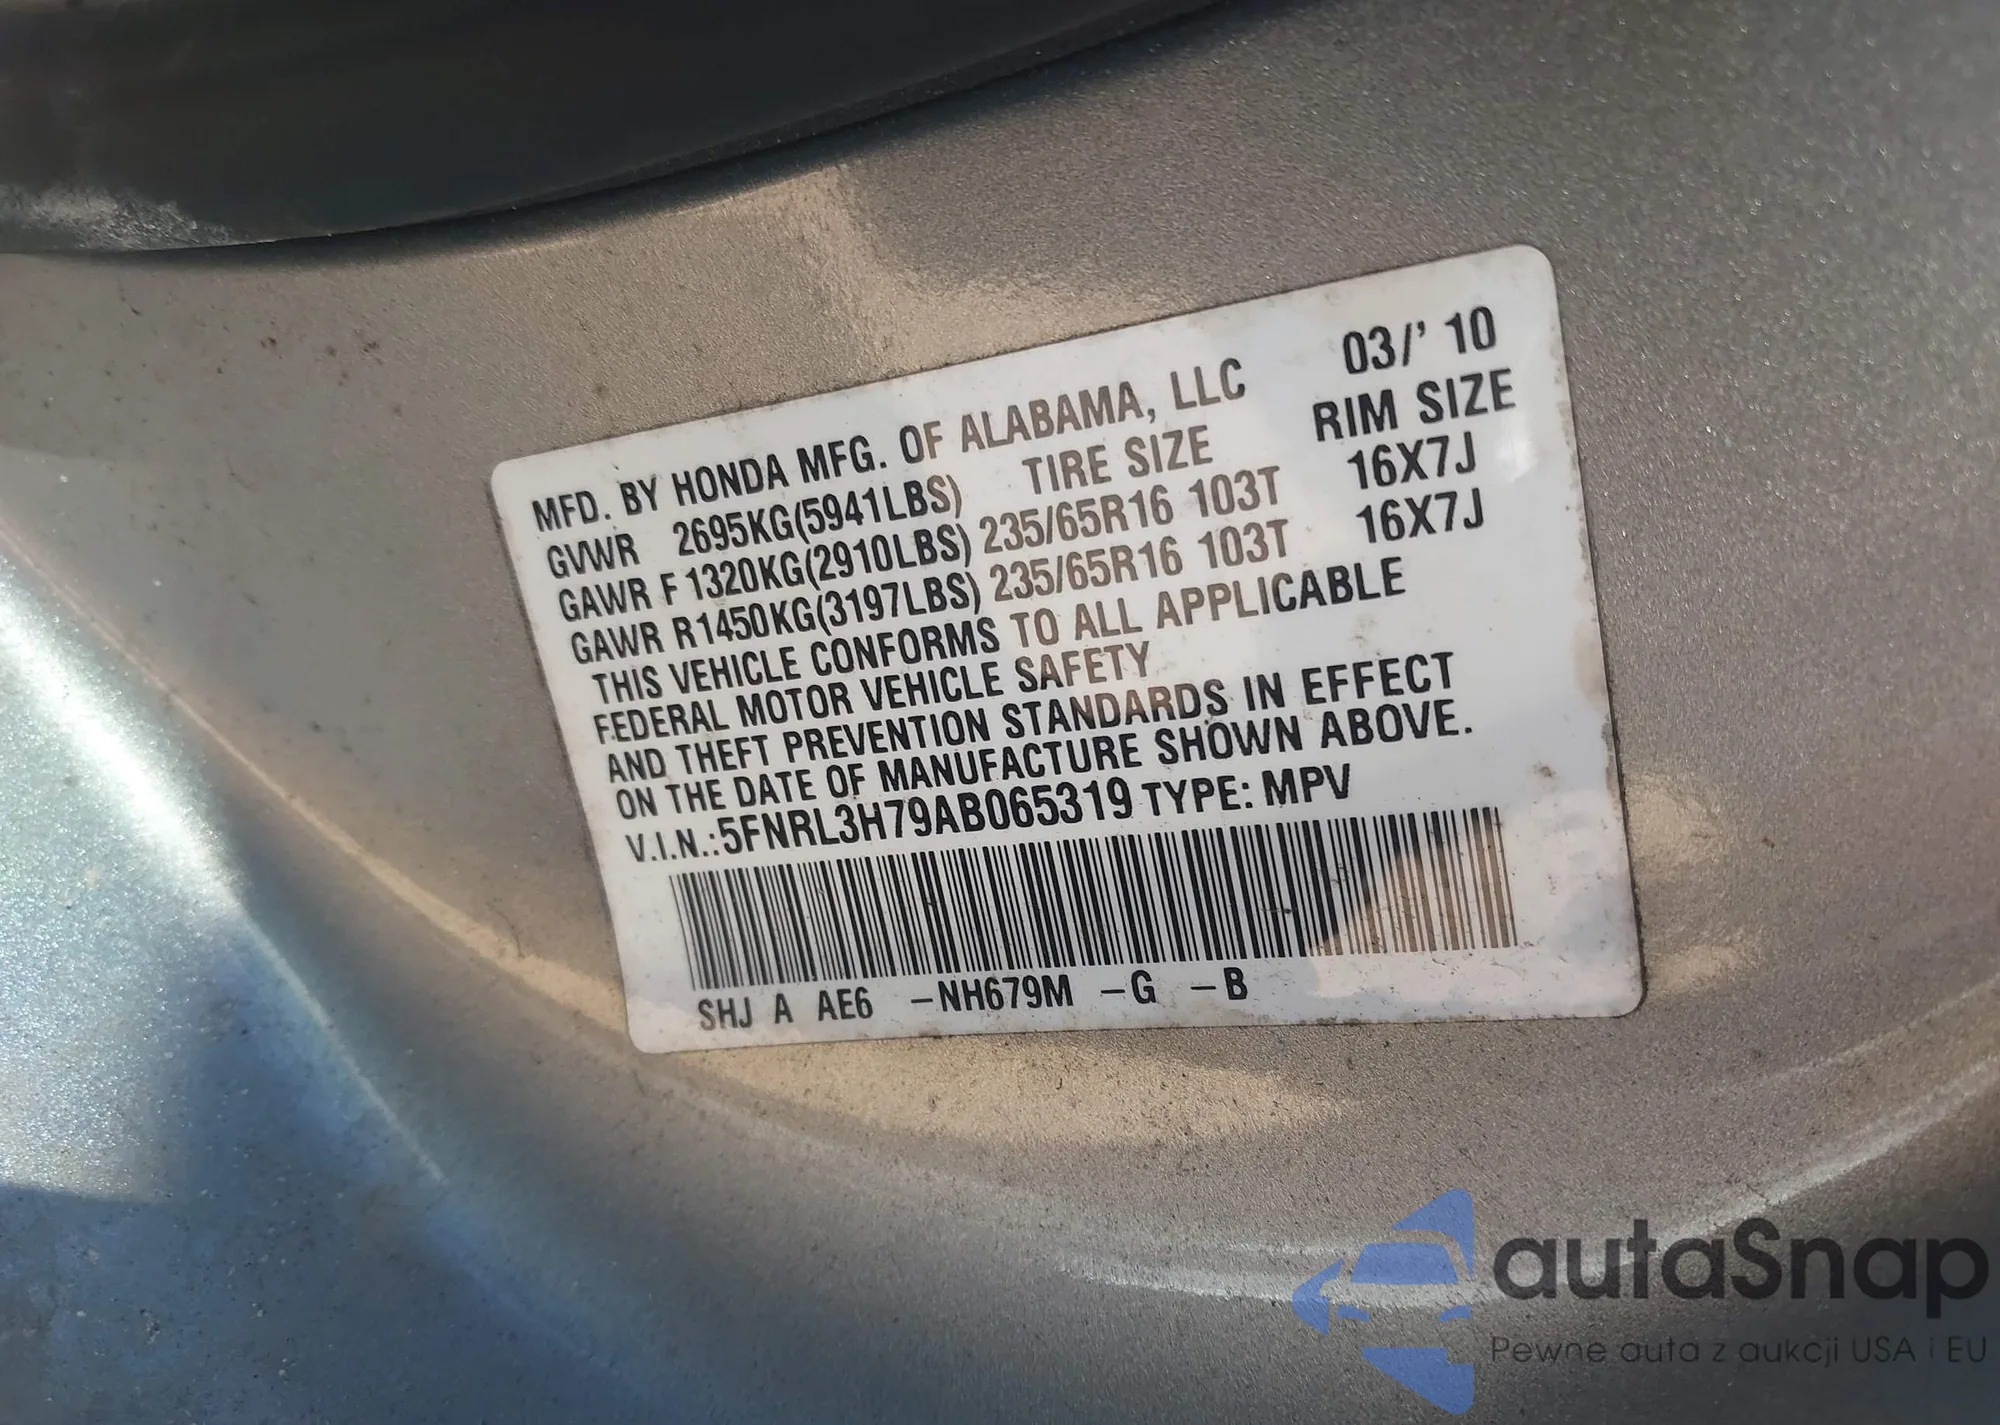 MFD. BY HONDA MFG. OF ALABAMA, LLC 03/' 10
GVWR 2695KG(5941LBS) TIRE SIZE RIM SIZE
GAWR F 1320KG(2910LBS) 235/65R16 103T 16X7J
GAWR R1450KG(3197LBS) 235/65R16 103T 16X7J
THIS VEHICLE CONFORMS TO ALL APPLICABLE
FEDERAL MOTOR VEHICLE SAFETY
AND THEFT PREVENTION STANDARDS IN EFFECT
ON THE DATE OF MANUFACTURE SHOWN ABOVE.
V.I.N.:5FNRL3H79AB065319 TYPE: MPV
SHJ A AE6 -NH679M -G -B
autaSnap
Pewne auta z aukcji USA i EU